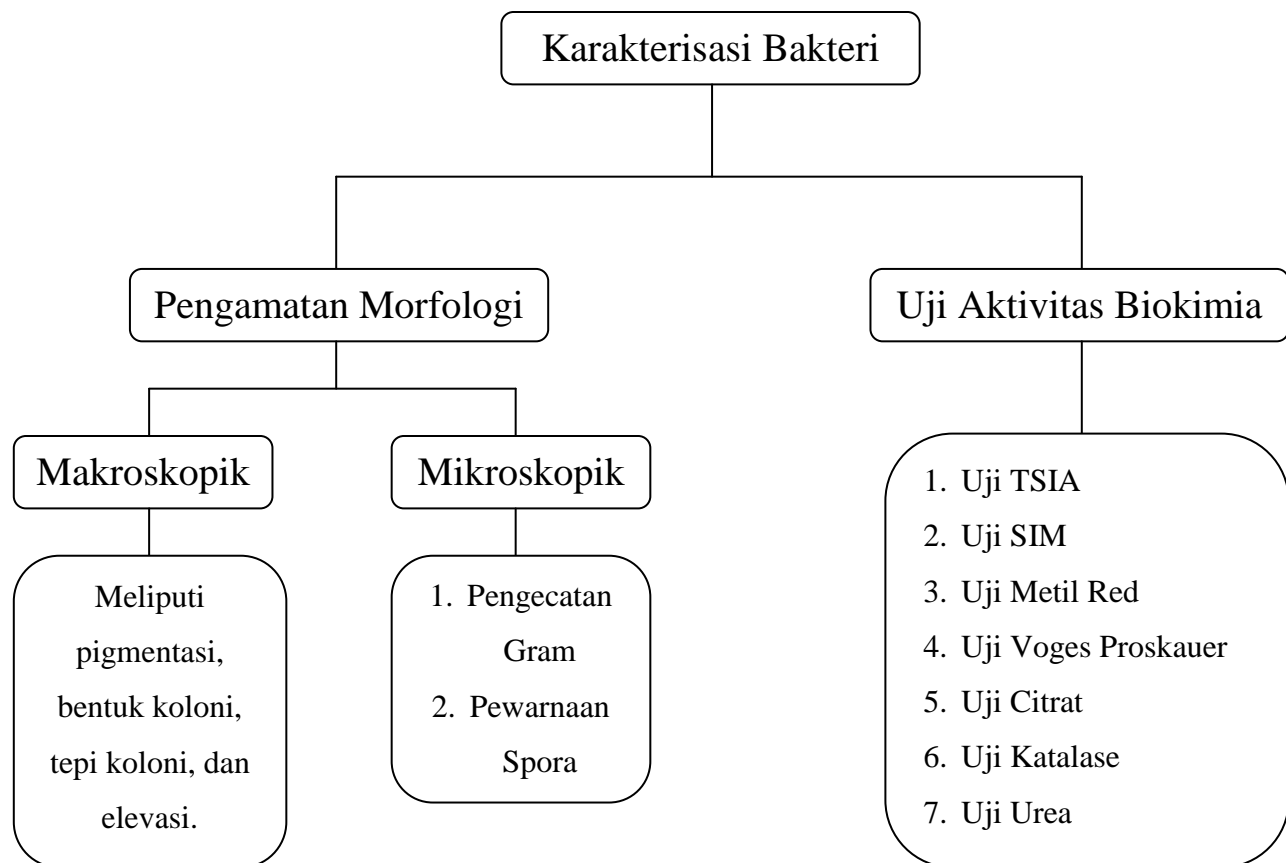 Karakterisasi Bakteri
Pengamatan Morfologi
Uji Aktivitas Biokimia
Makroskopik
Mikroskopik
Meliputi
pigmentasi,
bentuk koloni,
tepi koloni, dan
elevasi.
1. Pengecatan
Gram
2. Pewarnaan
Spora
1. Uji TSIA
2. Uji SIM
3. Uji Metil Red
4. Uji Voges Proskauer
5. Uji Citrat
6. Uji Katalase
7. Uji Urea